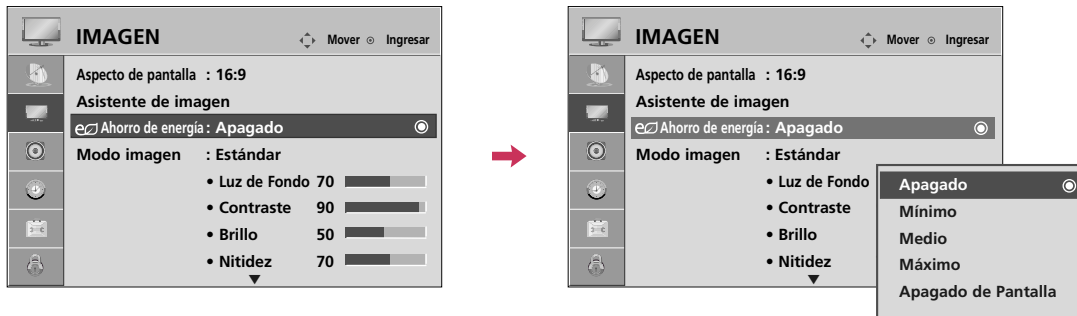 IMAGEN
Mover Ingresar
Aspecto de pantalla : 16:9
Asistente de imagen
e Ahorro de energía : Apagado
Modo imagen : Estándar
• Luz de Fondo 70
• Contraste 90
• Brillo 50
• Nitidez 70
IMAGEN
Mover Ingresar
Aspecto de pantalla : 16:9
Asistente de imagen
e Ahorro de energía : Apagado
Modo imagen : Estándar
• Luz de Fondo
• Contraste
• Brillo
• Nitidez
Apagado
Mínimo
Medio
Máximo
Apagado de Pantalla